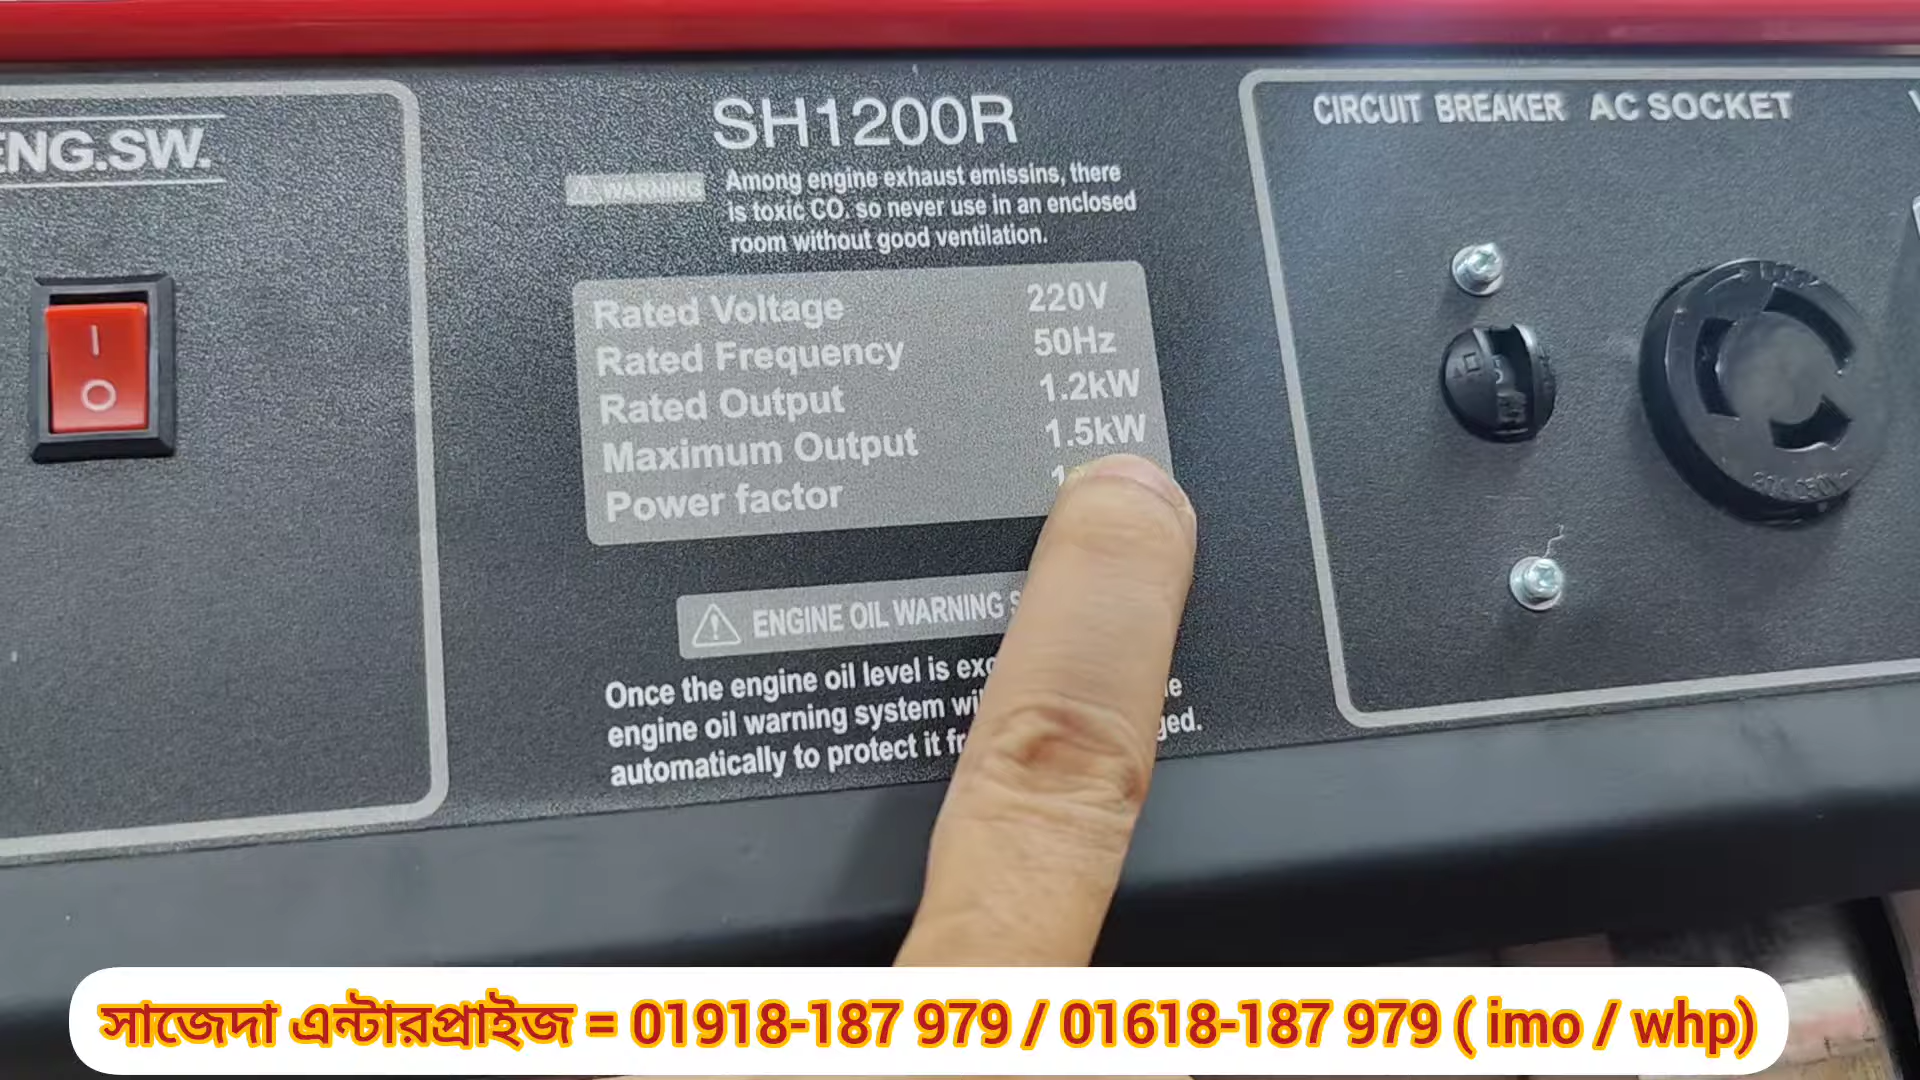 ENG.SW.
SH1200R
WARNING
Among engine exhaust emissins, there
is toxic CO. so never use in an enclosed
room without good ventilation.
Rated Voltage 220V
Rated Frequency 50Hz
Rated Output 1.2kW
Maximum Output 1.5kW
Power factor
ENGINE OIL WARNING
Once the engine oil level is
engine oil warning system
automatically to protect it
CIRCUIT BREAKER AC SOCKET
সাজেদা এন্টারপ্রাইজ = 01918-187 979 / 01618-187 979 ( imo / whp)